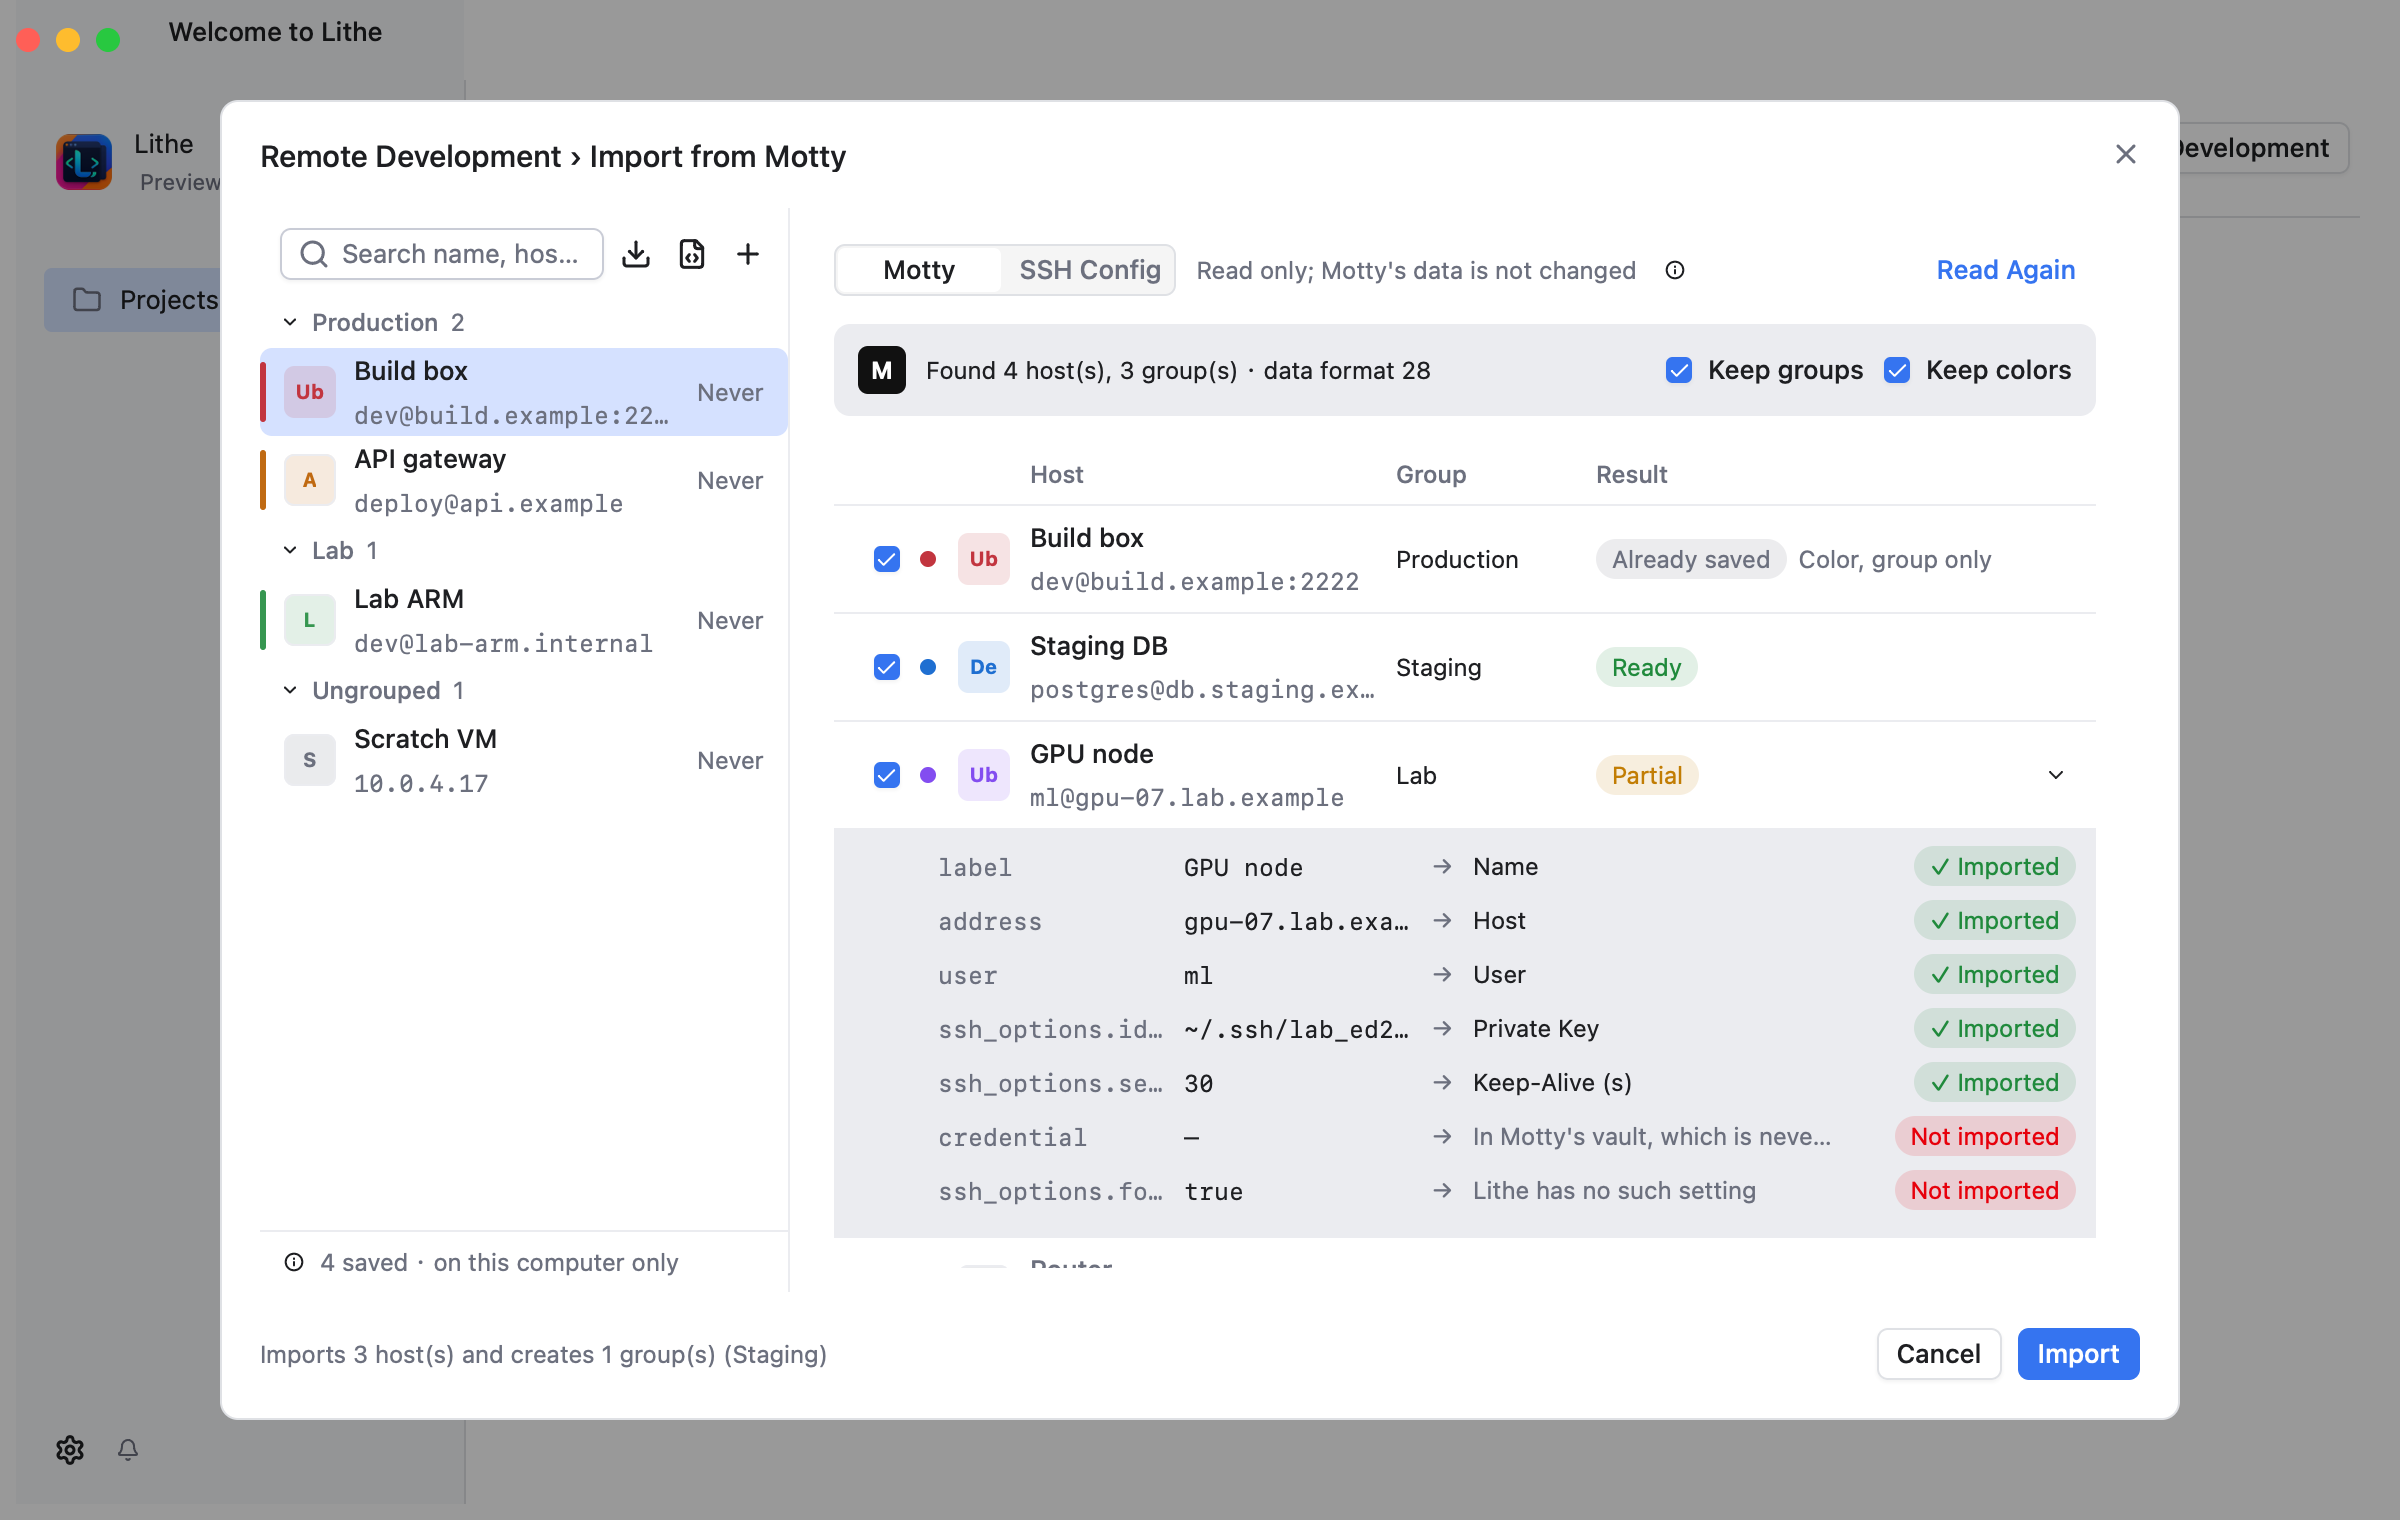 Welcome to Lithe
Lithe
Preview
Projects
Development
Remote Development › Import from Motty
Search name, hos...
Production 2
Ub
Build box
dev@build.example:22…
Never
A
API gateway
deploy@api.example
Never
Lab 1
L
Lab ARM
dev@lab-arm.internal
Never
Ungrouped 1
S
Scratch VM
10.0.4.17
Never
4 saved · on this computer only
Motty
SSH Config
Read only; Motty's data is not changed
Read Again
M
Found 4 host(s), 3 group(s) · data format 28
Keep groups
Keep colors
Host Group Result
Ub
Build box
dev@build.example:2222
Production
Already saved
Color, group only
De
Staging DB
postgres@db.staging.ex…
Staging
Ready
Ub
GPU node
ml@gpu-07.lab.example
Lab
Partial
label GPU node → Name ✓ Imported
address gpu-07.lab.exa… → Host ✓ Imported
user ml → User ✓ Imported
ssh_options.id… ~/.ssh/lab_ed2… → Private Key ✓ Imported
ssh_options.se… 30 → Keep-Alive (s) ✓ Imported
credential — → In Motty's vault, which is neve... Not imported
ssh_options.fo… true → Lithe has no such setting Not imported
Router
Imports 3 host(s) and creates 1 group(s) (Staging)
Cancel
Import